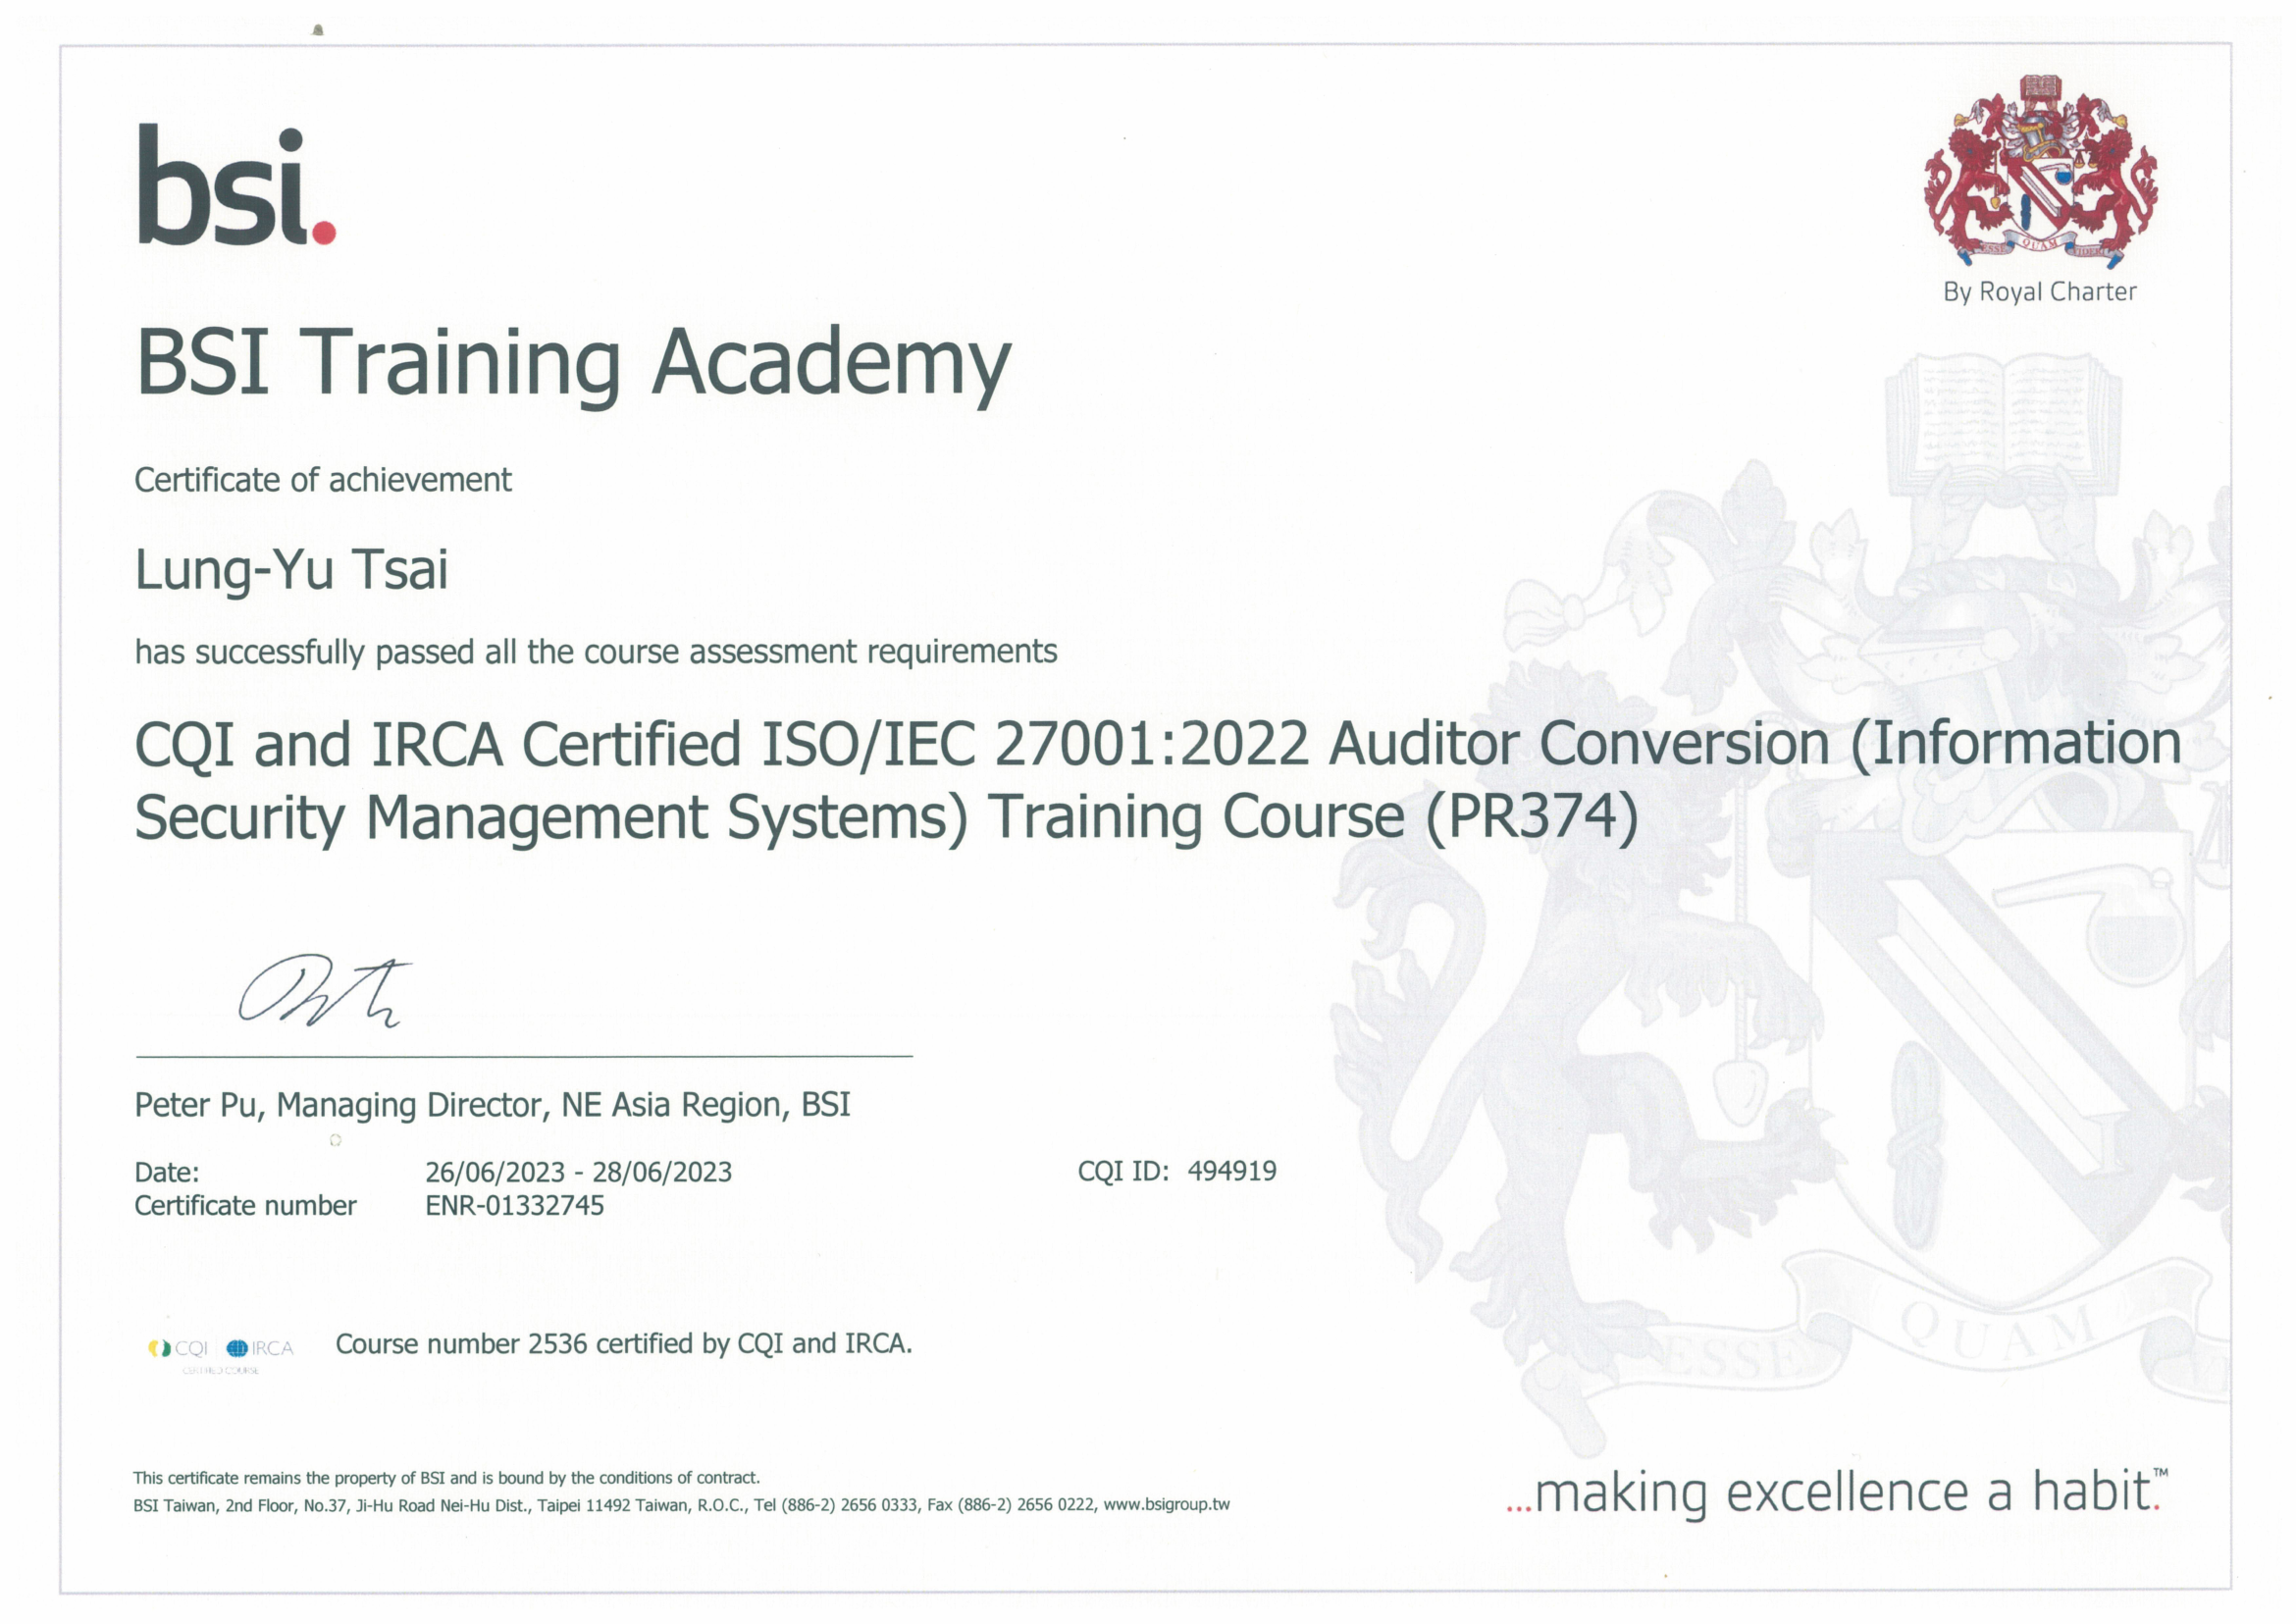 bsi.
By Royal Charter
BSI Training Academy
Certificate of achievement
Lung-Yu Tsai
has successfully passed all the course assessment requirements
CQI and IRCA Certified ISO/IEC 27001:2022 Auditor Conversion (Information
Security Management Systems) Training Course (PR374)
Peter Pu, Managing Director, NE Asia Region, BSI
Date: 26/06/2023 - 28/06/2023 CQI ID: 494919
Certificate number ENR-01332745
CQI IRCA Course number 2536 certified by CQI and IRCA.
CERTIFIED COURSE
ESSE QUAM
This certificate remains the property of BSI and is bound by the conditions of contract.
BSI Taiwan, 2nd Floor, No.37, Ji-Hu Road Nei-Hu Dist., Taipei 11492 Taiwan, R.O.C., Tel (886-2) 2656 0333, Fax (886-2) 2656 0222, www.bsigroup.tw
...making excellence a habit.™